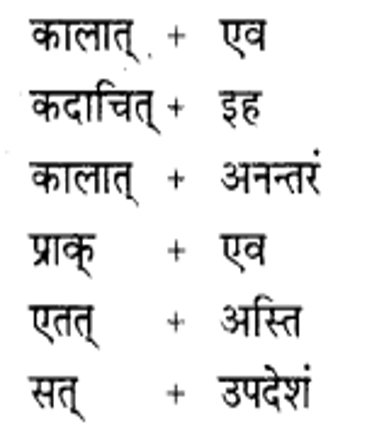 कालात् + एव
कदाचित् + इह
कालात् + अनन्तरं
प्राक् + एव
एतत् + अस्ति
सत् + उपदेशं